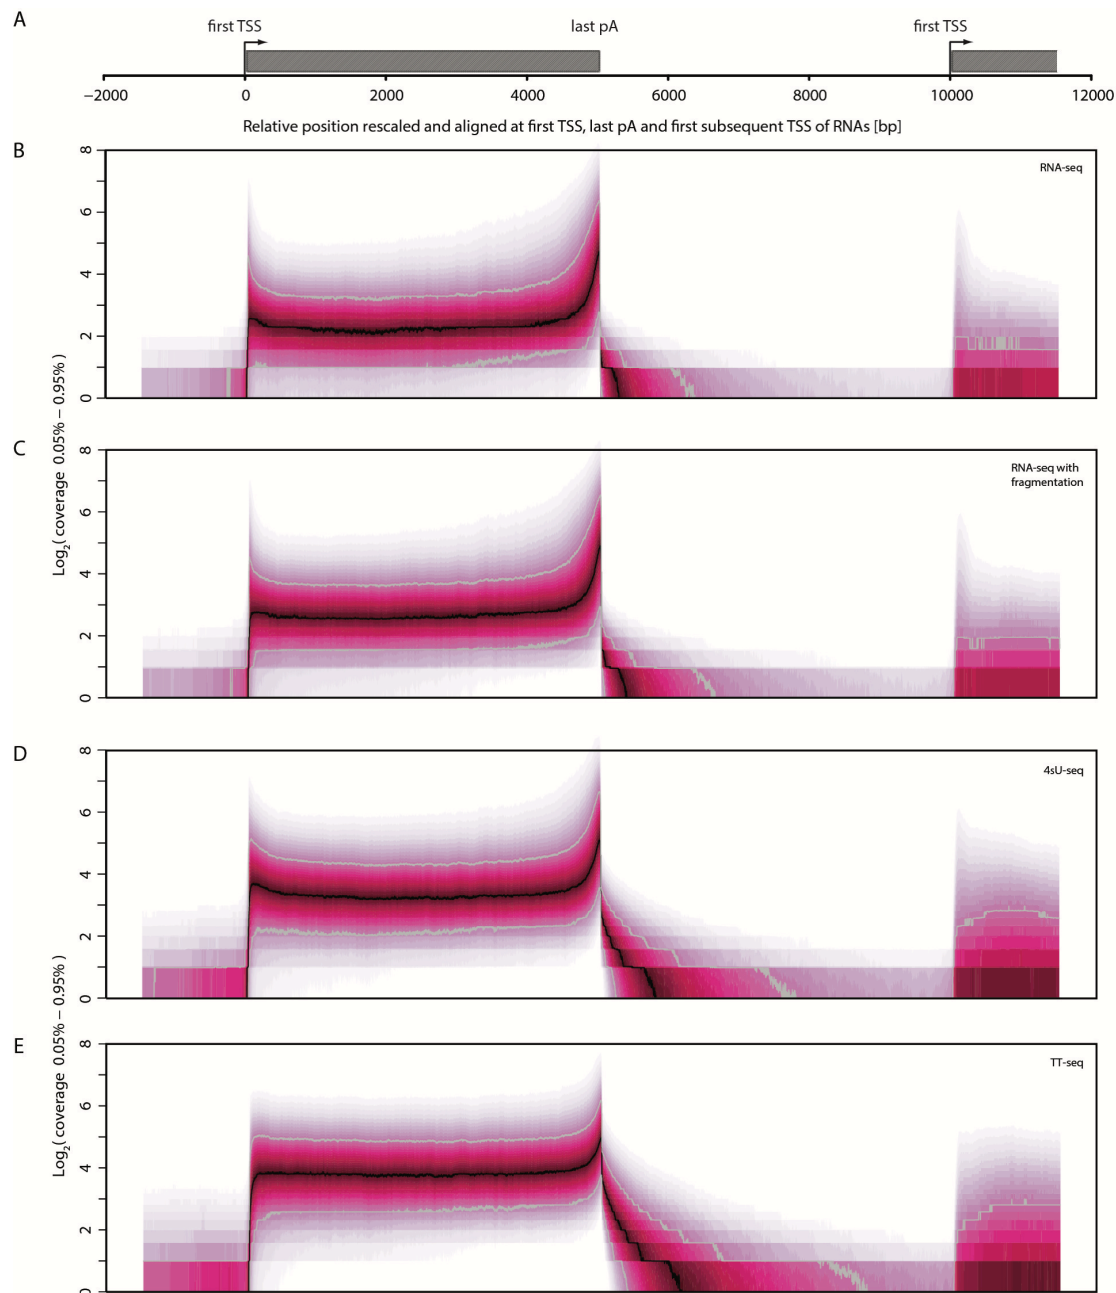 A
first TSS
last pA
first TSS
−2000
0
2000
4000
6000
8000
10000
12000
Relative position rescaled and aligned at first TSS, last pA and first subsequent TSS of RNAs [bp]
B
8
6
4
2
0
RNA-seq
Log2( coverage 0.05% − 0.95% )
C
8
6
4
2
0
RNA-seq with
fragmentation
D
8
6
4
2
0
4sU-seq
Log2( coverage 0.05% − 0.95% )
E
8
6
4
2
0
TT-seq